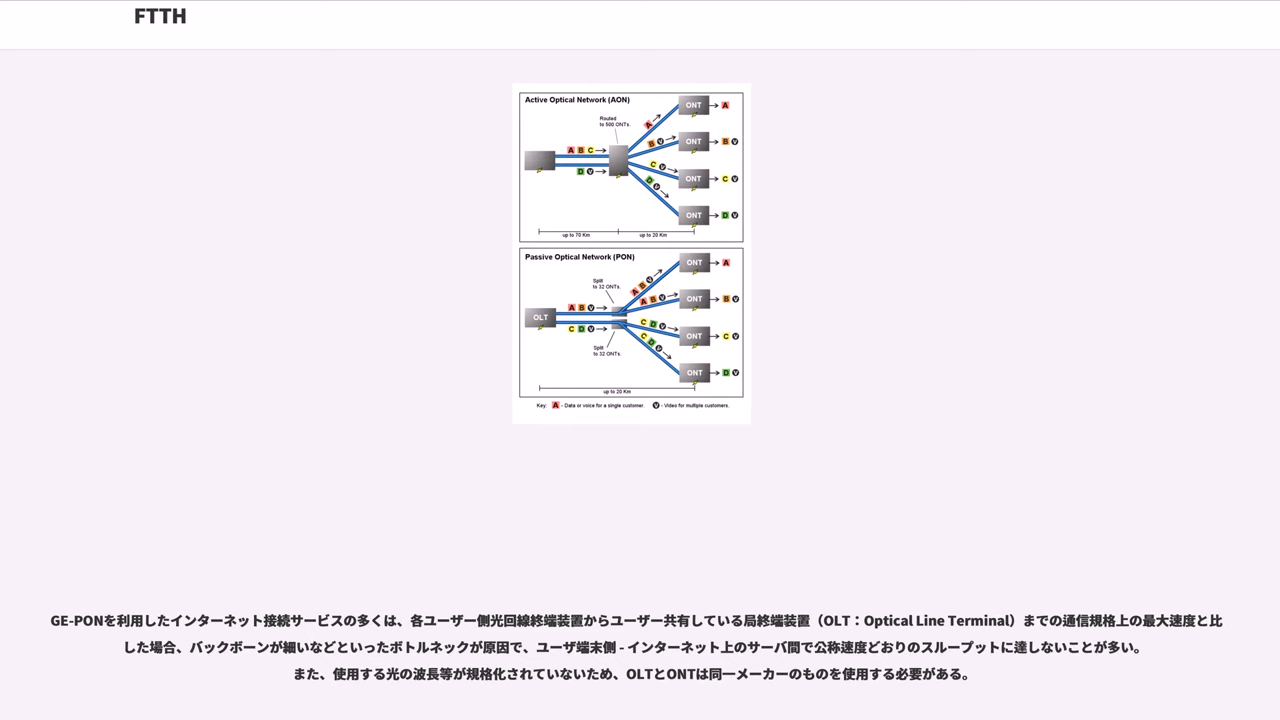 FTTH
Active Optical Network (AON)
Routed
to 500 ONTs.
A B C
D V
A
B V
C V
D V
ONT A
ONT B V
ONT C V
ONT D V
up to 70 Km
up to 20 Km
Passive Optical Network (PON)
Split
to 32 ONTs.
OLT
A B V
C D V
A B V
A B V
C D V
C D V
Split
to 32 ONTs.
ONT A
ONT B V
ONT C V
ONT D V
up to 20 Km
Key: A - Data or voice for a single customer. V - Video for multiple customers.
GE-PONを利用したインターネット接続サービスの多くは、各ユーザー側光回線終端装置からユーザー共有している局終端装置（OLT：Optical Line Terminal）までの通信規格上の最大速度と比
した場合、バックボーンが細いなどといったボトルネックが原因で、ユーザ端末側 - インターネット上のサーバ間で公称速度どおりのスループットに達しないことが多い。
また、使用する光の波長等が規格化されていないため、OLTとONTは同一メーカーのものを使用する必要がある。